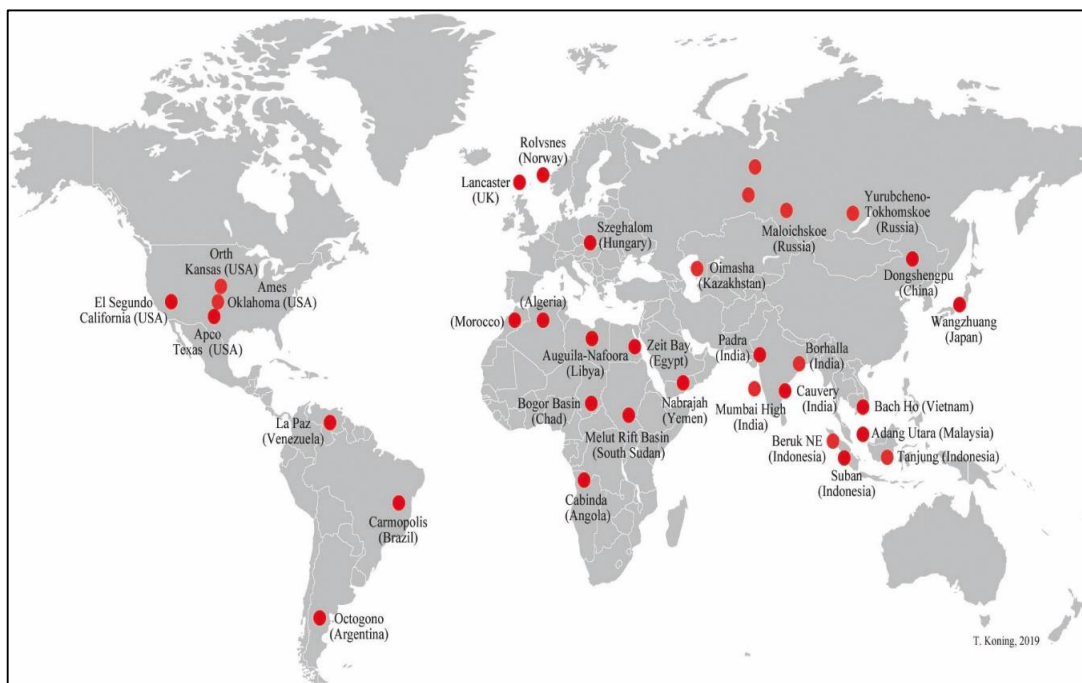 Rolvsnes
(Norway)
Lancaster
(UK)
Szeghalom
(Hungary)
Yurubcheno-
Tokhomskoe
(Russia)
Maloichskoe
(Russia)
Orth
Kansas (USA)
Ames
Oklahoma (USA)
El Segundo
California (USA)
Apco
Texas (USA)
Oimasha
(Kazakhstan)
Dongshengpu
(China)
Wangzhuang
(Japan)
(Algeria)
(Morocco)
Auguila-Nafoora
(Libya)
Zeit Bay
(Egypt)
Padra
(India)
Borhalla
(India)
Nabrajah
(Yemen)
Mumbai High
(India)
Cauvery
(India)
Bach Ho (Vietnam)
Bogor Basin
(Chad)
Melut Rift Basin
(South Sudan)
La Paz
(Venezuela)
Beruk NE
(Indonesia)
Adang Utara (Malaysia)
Tanjung (Indonesia)
Suban
(Indonesia)
Cabinda
(Angola)
Carmopolis
(Brazil)
Octogono
(Argentina)
T. Koning, 2019